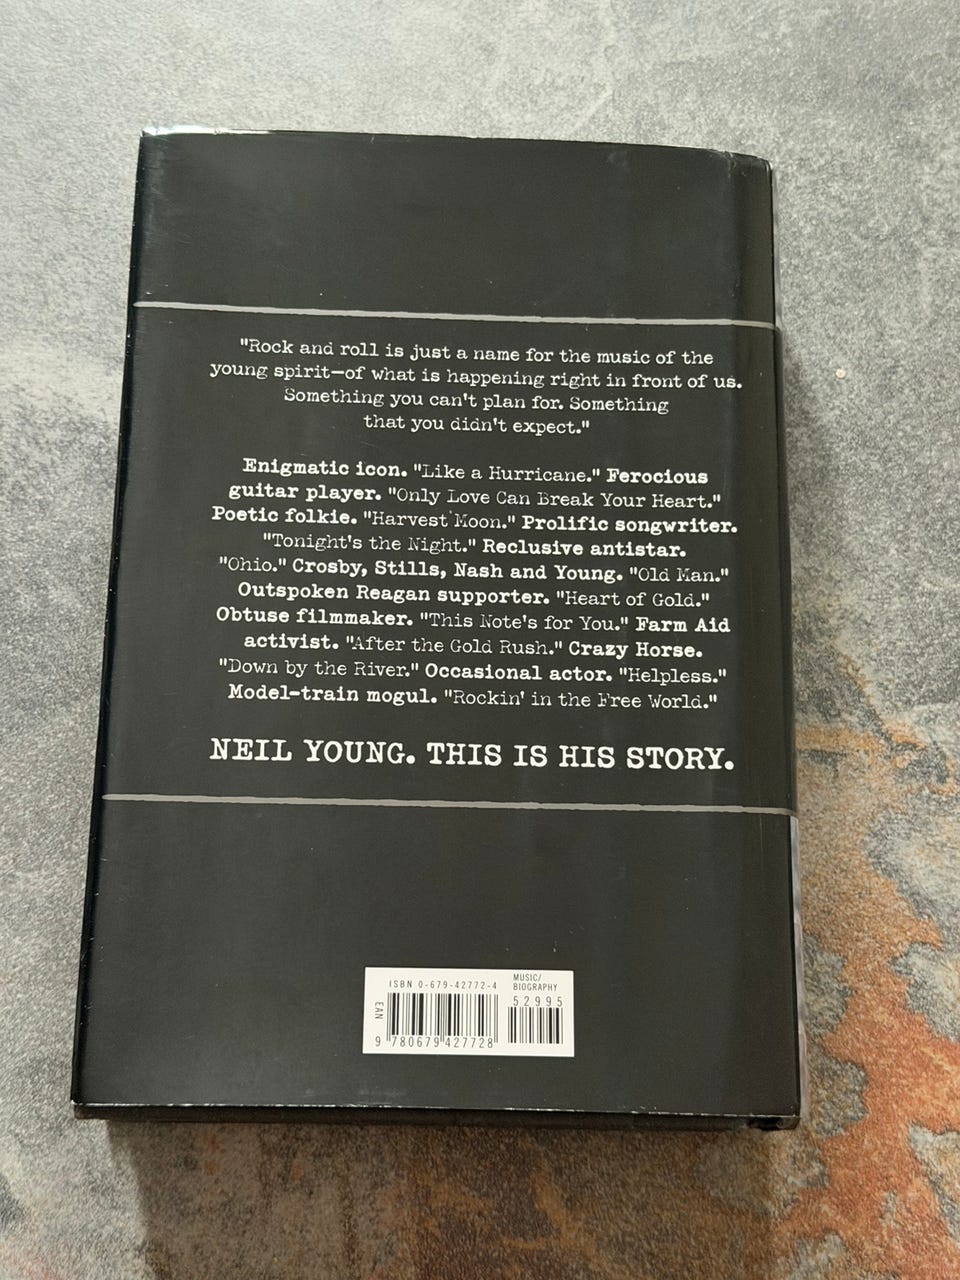 "Rock and roll is just a name for the music of the
young spirit—of what is happening right in front of us.
Something you can't plan for. Something
that you didn't expect."
Enigmatic icon. "Like a Hurricane." Ferocious
guitar player. "Only Love Can Break Your Heart."
Poetic folkie. "Harvest Moon." Prolific songwriter.
"Tonight's the Night." Reclusive antistar.
"Ohio." Crosby, Stills, Nash and Young. "Old Man."
Outspoken Reagan supporter. "Heart of Gold."
Obtuse filmmaker. "This Note's for You." Farm Aid
activist. "After the Gold Rush." Crazy Horse.
"Down by the River." Occasional actor. "Helpless."
Model-train mogul. "Rockin' in the Free World."
NEIL YOUNG. THIS IS HIS STORY.
ISBN 0-679-42772-4
MUSIC/
BIOGRAPHY
52995
EAN
9 780679 427728